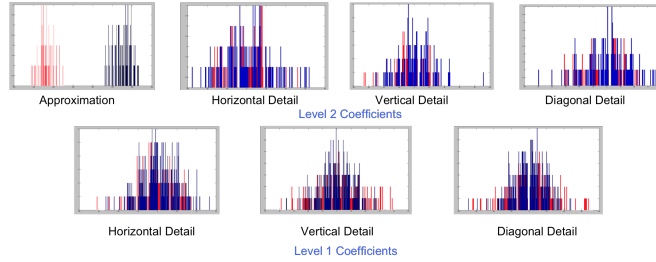 Approximation
Horizontal Detail
Vertical Detail
Diagonal Detail
Level 2 Coefficients
Horizontal Detail
Vertical Detail
Diagonal Detail
Level 1 Coefficients